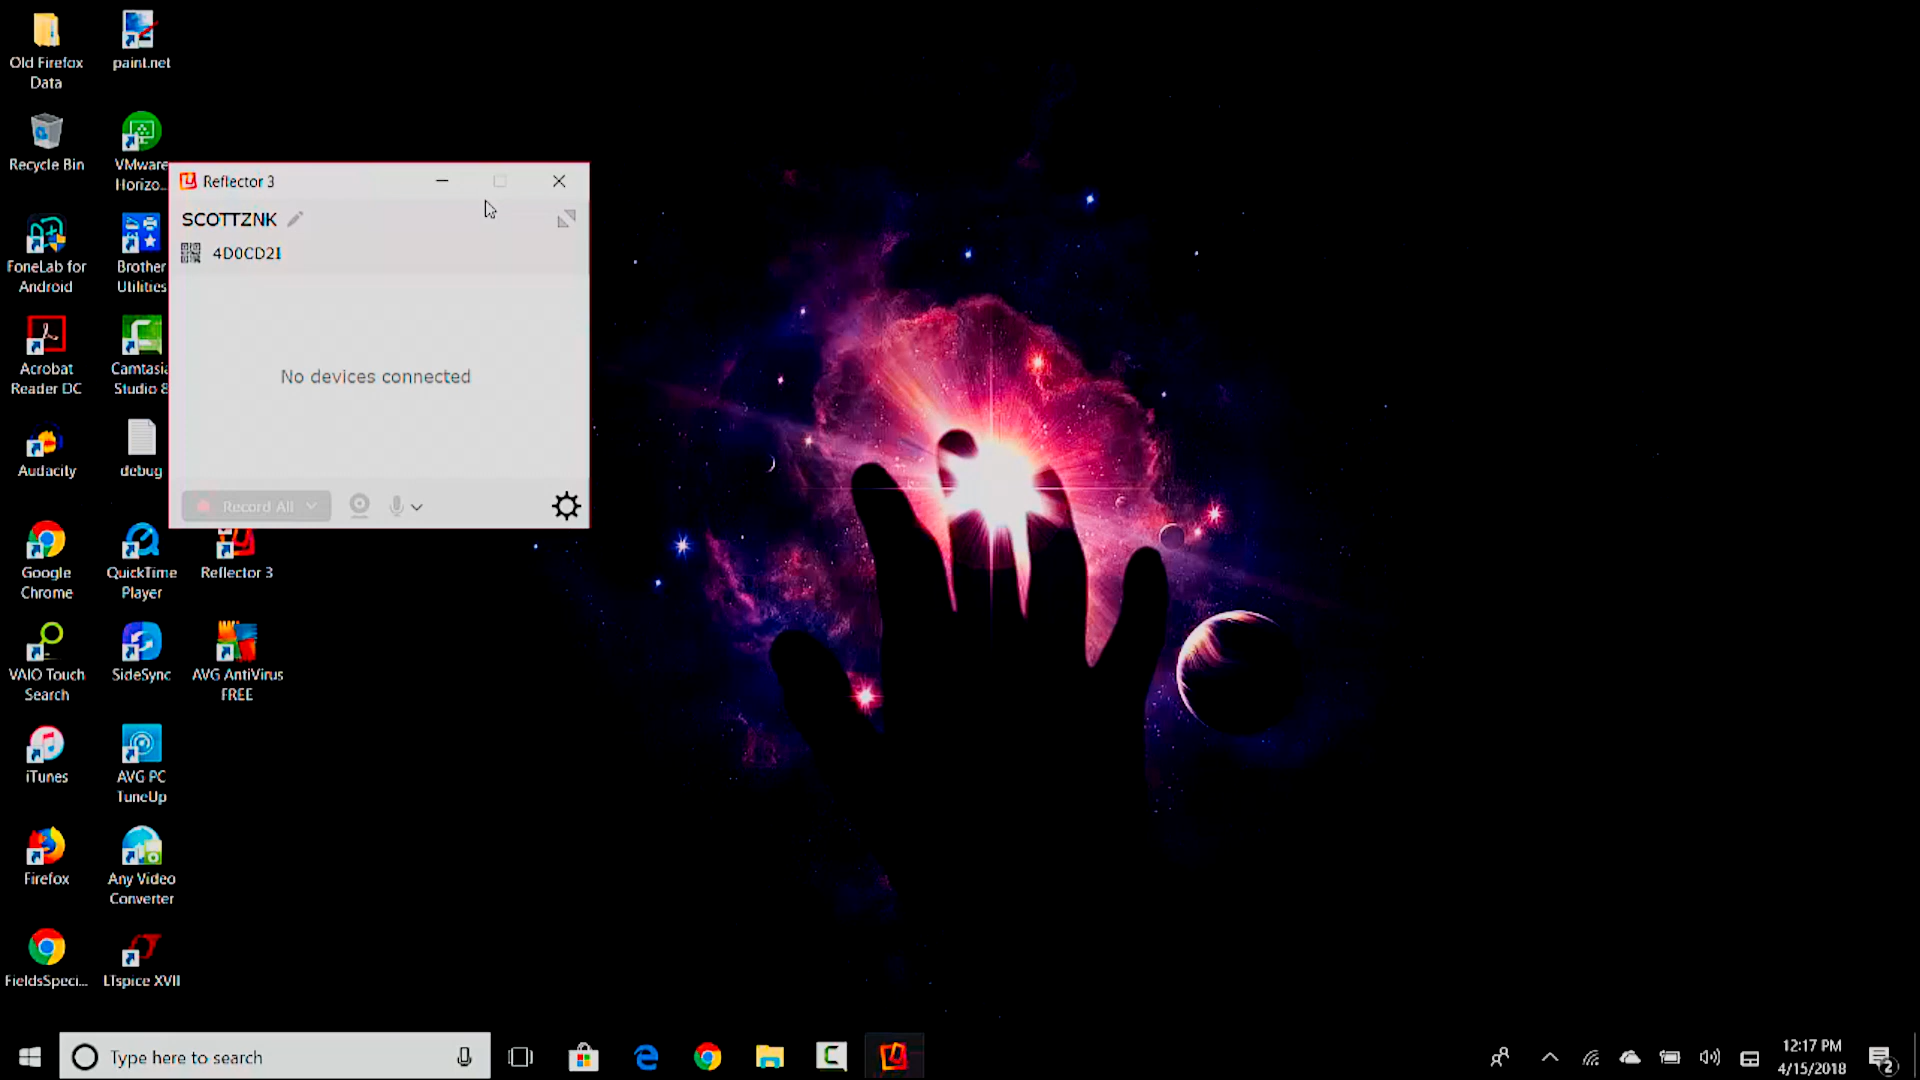 Old Firefox
Data
paint.net
Recycle Bin
VMware
Horizo...
FoneLab for
Android
Brother
Utilities
Acrobat
Reader DC
Camtasia
Studio 8
Audacity
debug
Google
Chrome
QuickTime
Player
Reflector 3
VAIO Touch
Search
SideSync
AVG AntiVirus
FREE
iTunes
AVG PC
TuneUp
Firefox
Any Video
Converter
FieldsSpeci...
LTspice XVII
Reflector 3
SCOTTZNK
4D0CD21
No devices connected
Record All
Type here to search
12:17 PM
4/15/2018
2